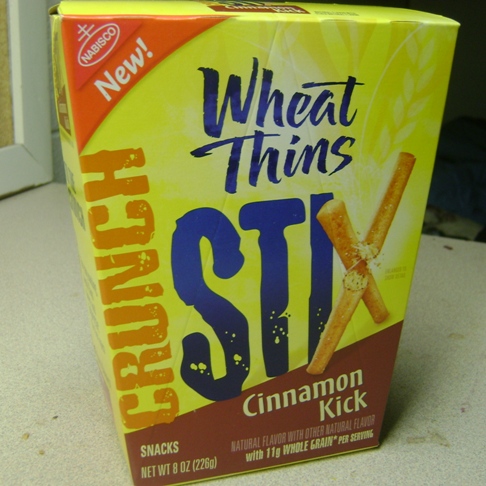 NABISCO
New!
Wheat
Thins
CRUNCH
STIX
Cinnamon
Kick
NATURAL FLAVOR WITH OTHER NATURAL FLAVOR
with 11g WHOLE GRAIN* PER SERVING
SNACKS
NET WT 8 OZ (226g)